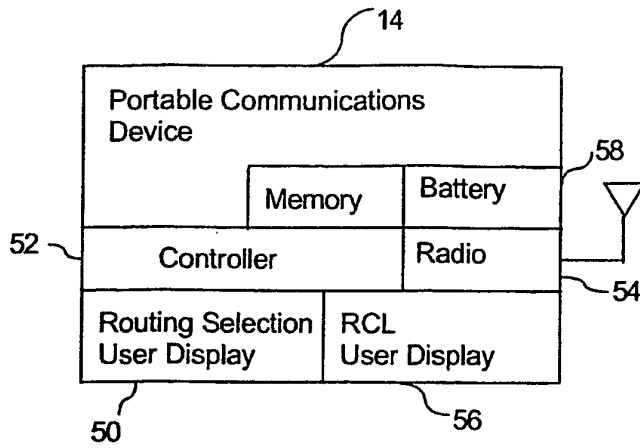 14
Portable Communications
Device
58
Memory
Battery
52
Controller
Radio
54
Routing Selection
User Display
RCL
User Display
50
56